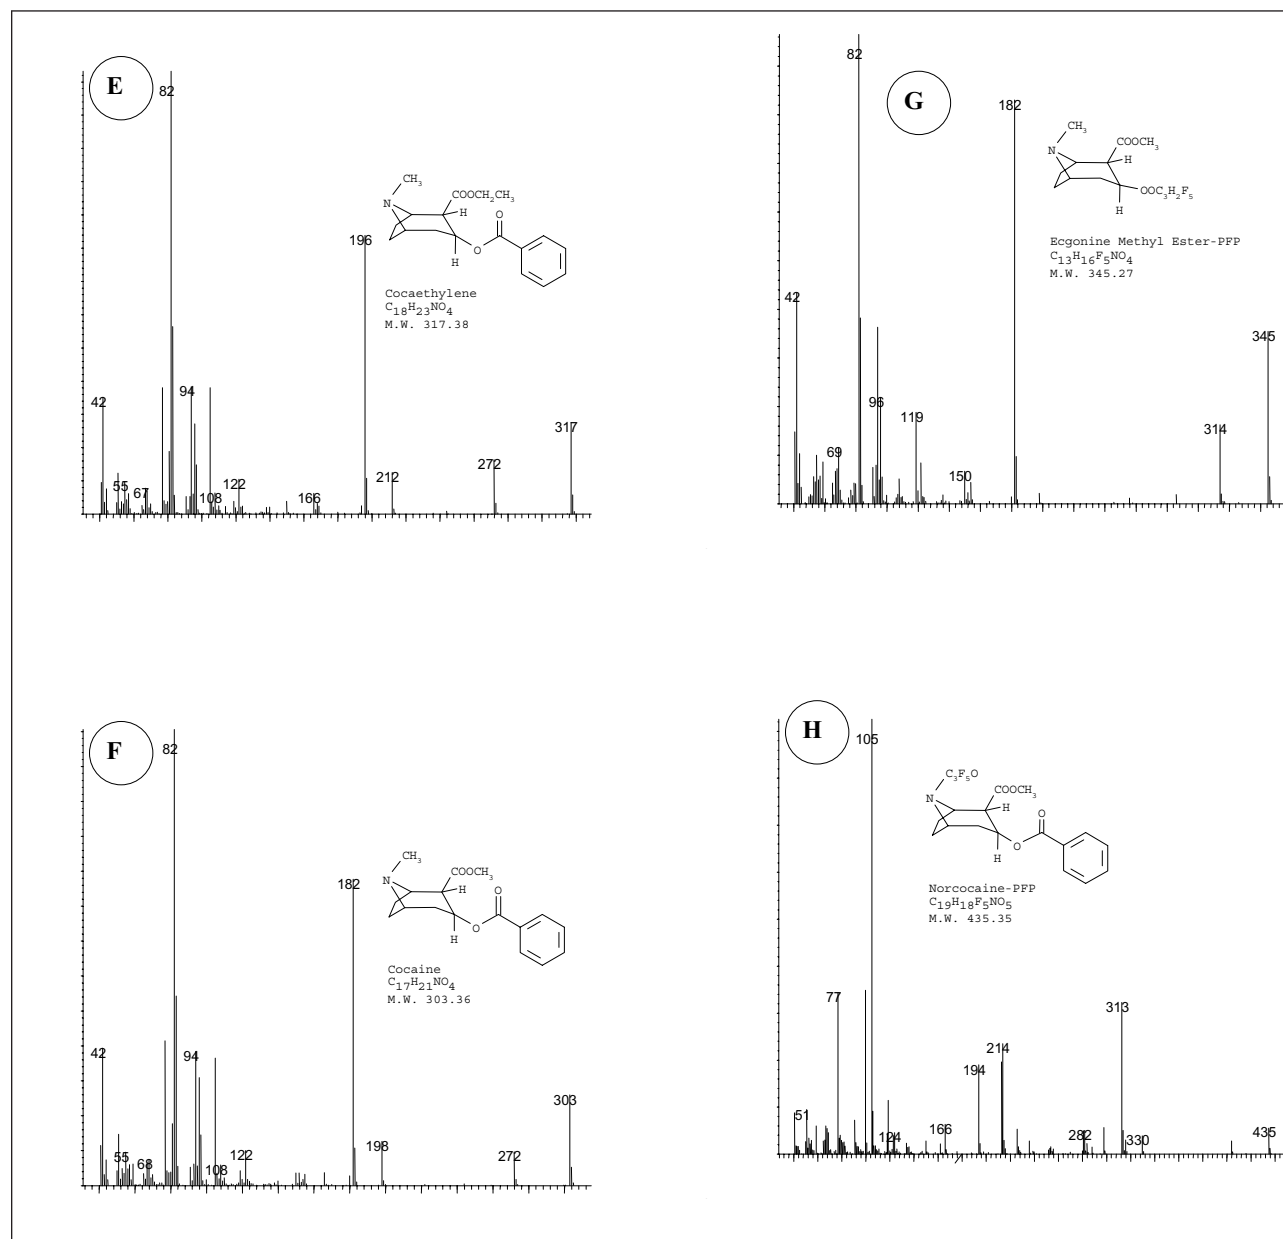 E
82
196
94
42
55
67
108
122
166
212
272
317
CH₃
N
COOCH₂CH₃
H
O
O
H
Cocaethylene
C₁₈H₂₃NO₄
M.W. 317.38
G
82
182
42
69
96
119
150
314
345
CH₃
N
COOCH₃
H
OOC₃H₂F₅
H
Ecgonine Methyl Ester-PFP
C₁₃H₁₆F₅NO₄
M.W. 345.27
F
82
182
42
94
55
68
108
122
198
272
303
CH₃
N
COOCH₃
H
O
O
H
Cocaine
C₁₇H₂₁NO₄
M.W. 303.36
H
105
77
51
124
166
194
214
282
313
330
435
C₃F₅O
N
COOCH₃
H
O
O
H
Norcocaine-PFP
C₁₉H₁₈F₅NO₅
M.W. 435.35